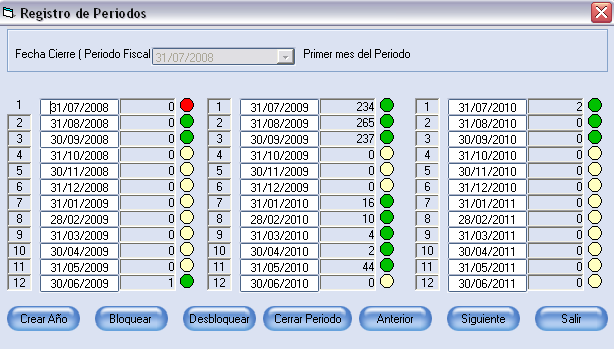 Registro de Periodos
Fecha Cierre ( Periodo Fiscal 31/07/2008 Primer mes del Periodo
1 31/07/2008 0 1 31/07/2009 234 1 31/07/2010 2
2 31/08/2008 0 2 31/08/2009 265 2 31/08/2010 0
3 30/09/2008 0 3 30/09/2009 237 3 30/09/2010 0
4 31/10/2008 0 4 31/10/2009 0 4 31/10/2010 0
5 30/11/2008 0 5 30/11/2009 0 5 30/11/2010 0
6 31/12/2008 0 6 31/12/2009 0 6 31/12/2010 0
7 31/01/2009 0 7 31/01/2010 16 7 31/01/2011 0
8 28/02/2009 0 8 28/02/2010 10 8 28/02/2011 0
9 31/03/2009 0 9 31/03/2010 4 9 31/03/2011 0
10 30/04/2009 0 10 30/04/2010 2 10 30/04/2011 0
11 31/05/2009 0 11 31/05/2010 44 11 31/05/2011 0
12 30/06/2009 1 12 30/06/2010 0 12 30/06/2011 0
Crear Año Bloquear Desbloquear Cerrar Periodo Anterior Siguiente Salir